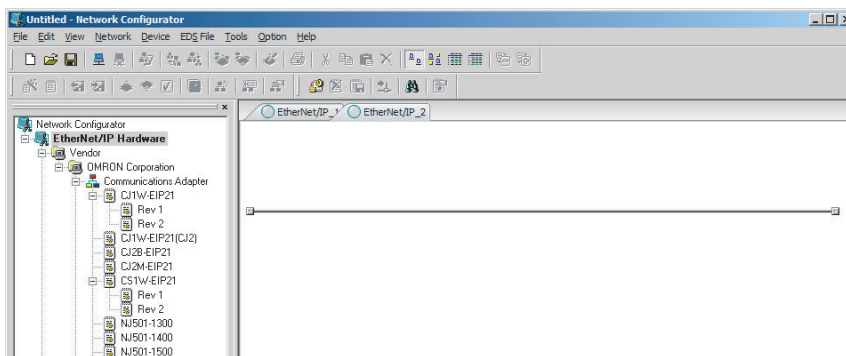 Untitled - Network Configurator
File Edit View Network Device EDS File Tools Option Help
EtherNet/IP_1 EtherNet/IP_2
Network Configurator
EtherNet/IP Hardware
Vendor
OMRON Corporation
Communications Adapter
CJ1W-EIP21
Rev 1
Rev 2
CJ1W-EIP21(CJ2)
CJ2B-EIP21
CJ2M-EIP21
CS1W-EIP21
Rev 1
Rev 2
NJ501-1300
NJ501-1400
NJ501-1500